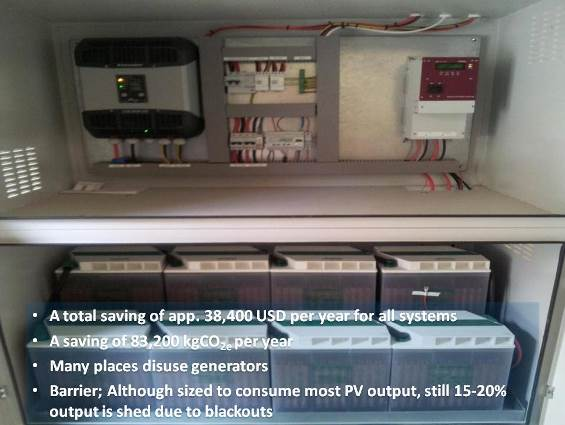 • A total saving of app. 38,400 USD per year for all systems
• A saving of 83,200 kgCO2e per year
• Many places disuse generators
• Barrier; Although sized to consume most PV output, still 15-20%
output is shed due to blackouts